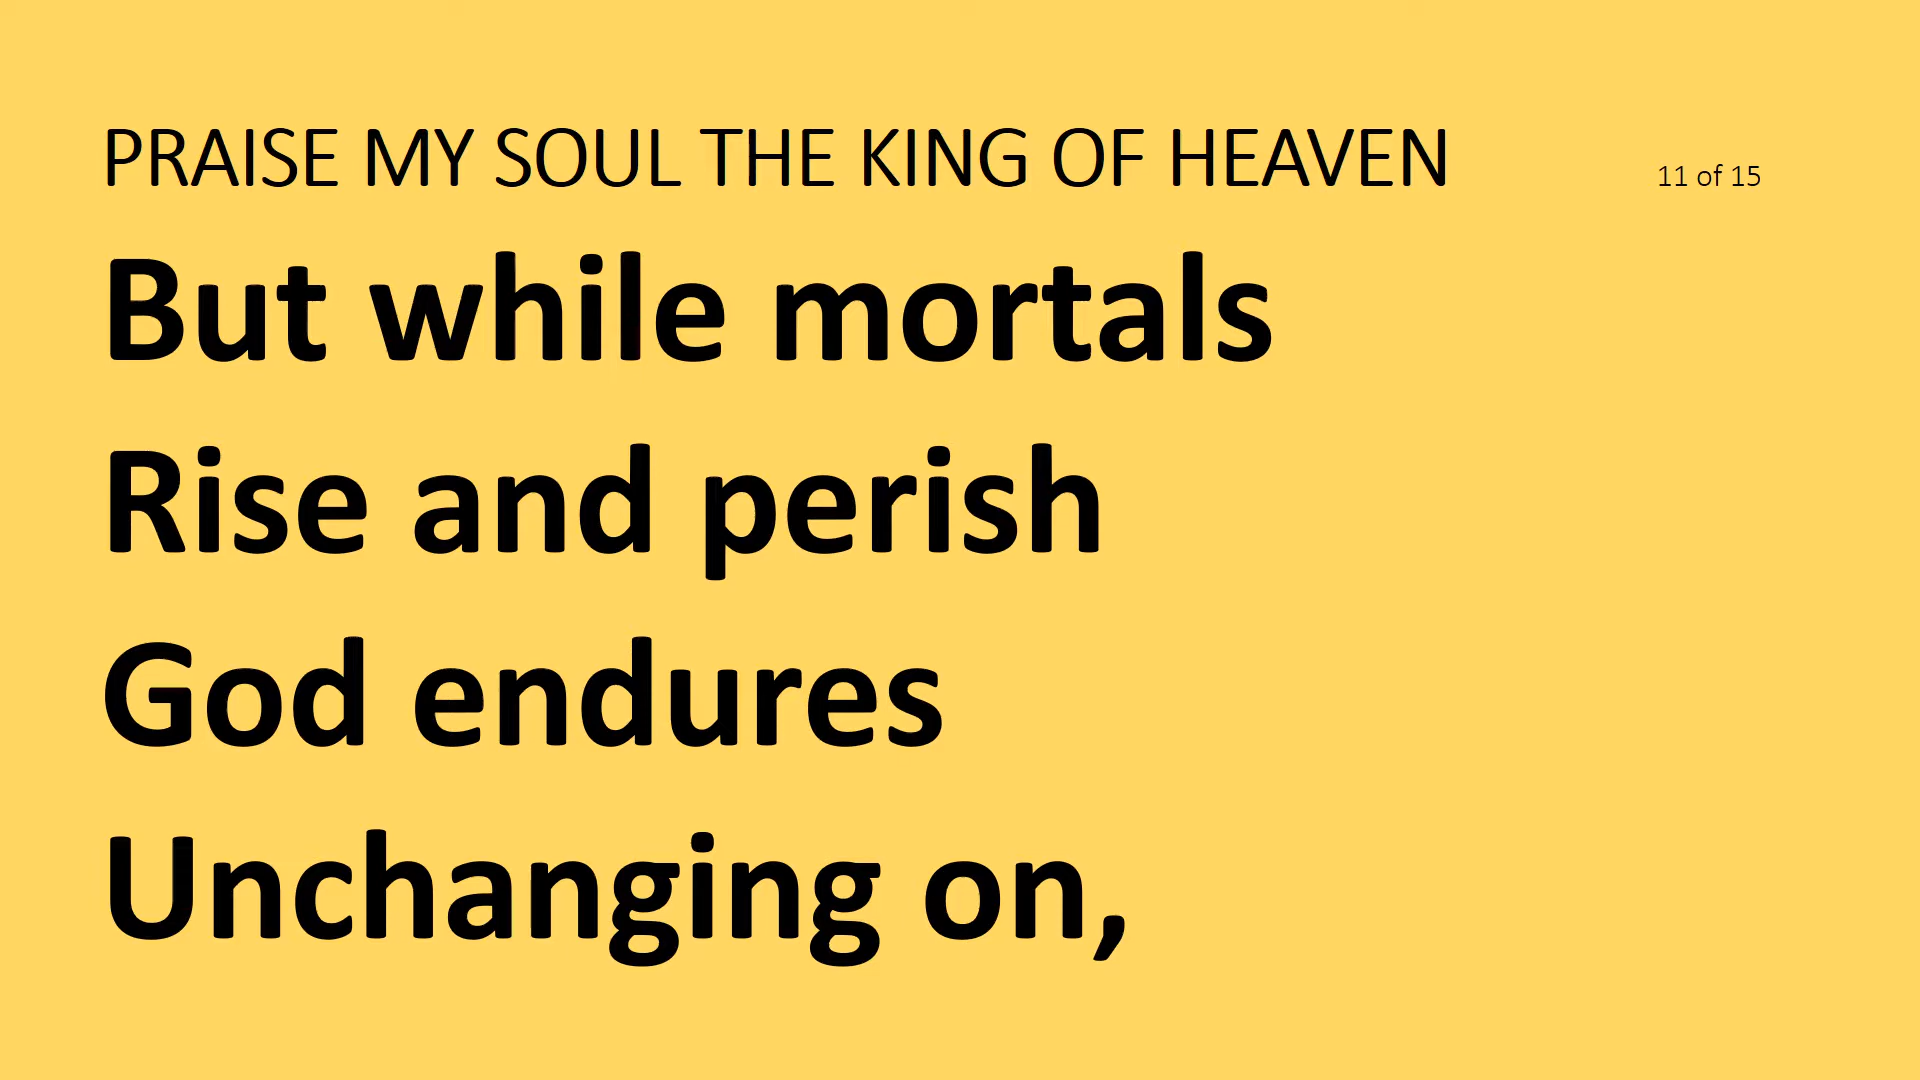 PRAISE MY SOUL THE KING OF HEAVEN 11 of 15
But while mortals
Rise and perish
God endures
Unchanging on,